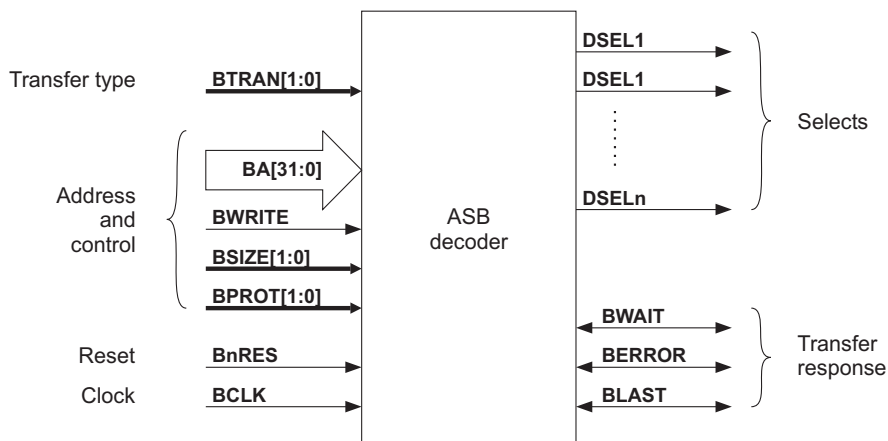 Transfer type
BTRAN[1:0]
Address
and
control
BA[31:0]
BWRITE
BSIZE[1:0]
BPROT[1:0]
Reset
BnRES
Clock
BCLK
ASB
decoder
DSEL1
DSEL1
DSELn
Selects
BWAIT
BERROR
BLAST
Transfer
response